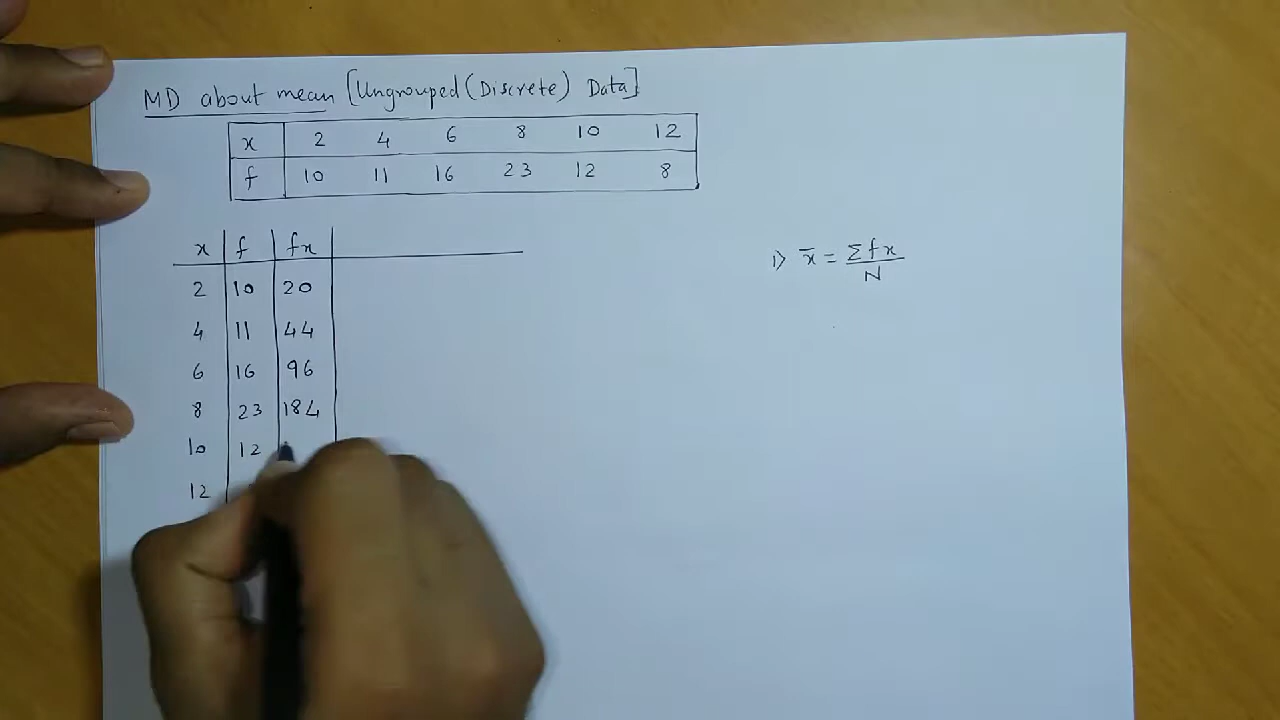 MD about mean [Ungrouped (Discrete) Data]
x 2 4 6 8 10 12
f 10 11 16 23 12 8
x f fx
1) x̄ = Σfx / N
2 10 20
4 11 44
6 16 96
8 23 184
10 12
12